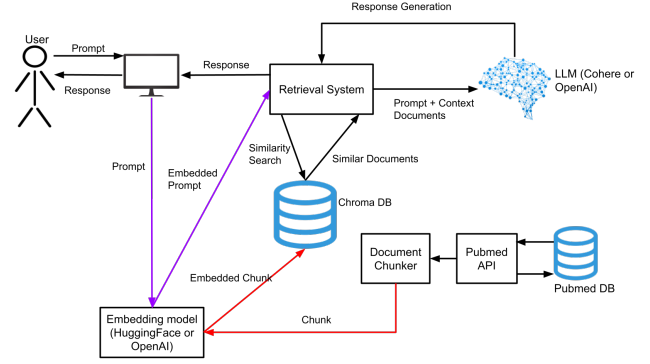 Response Generation
User
Prompt
Response
Response
Retrieval System
LLM (Cohere or
OpenAI)
Prompt + Context
Documents
Prompt
Embedded
Prompt
Similarity
Search
Similar Documents
Chroma DB
Document
Chunker
Pubmed
API
Pubmed DB
Embedded Chunk
Chunk
Embedding model
(HuggingFace or
OpenAI)